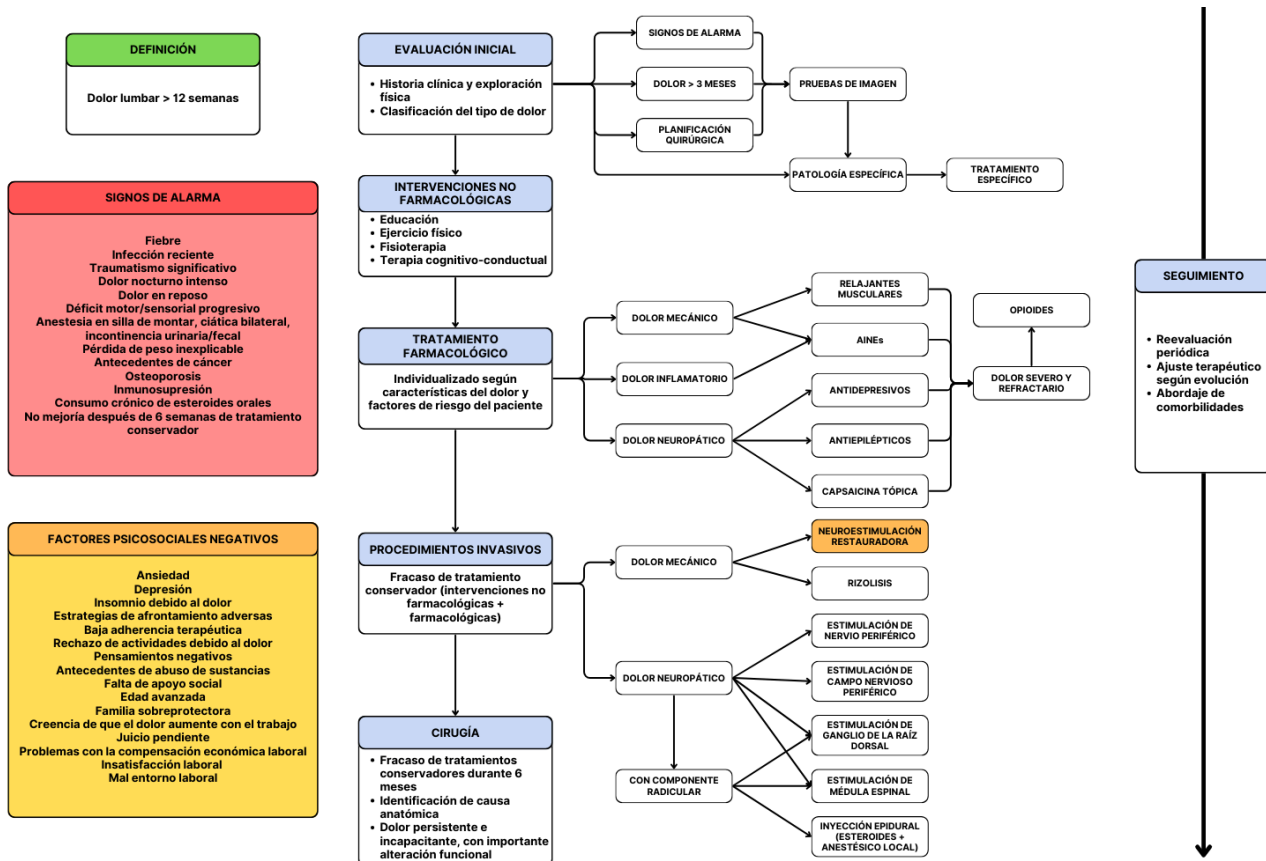 DEFINICIÓN
Dolor lumbar > 12 semanas
SIGNOS DE ALARMA
Fiebre
Infección reciente
Traumatismo significativo
Dolor nocturno intenso
Dolor en reposo
Déficit motor/sensorial progresivo
Anestesia en silla de montar, ciática bilateral,
incontinencia urinaria/fecal
Pérdida de peso inexplicable
Antecedentes de cáncer
Osteoporosis
Inmunosupresión
Consumo crónico de esteroides orales
No mejoría después de 6 semanas de tratamiento
conservador
FACTORES PSICOSOCIALES NEGATIVOS
Ansiedad
Depresión
Insomnio debido al dolor
Estrategias de afrontamiento adversas
Baja adherencia terapéutica
Rechazo de actividades debido al dolor
Pensamientos negativos
Antecedentes de abuso de sustancias
Falta de apoyo social
Edad avanzada
Familia sobreprotectora
Creencia de que el dolor aumente con el trabajo
Juicio pendiente
Problemas con la compensación económica laboral
Insatisfacción laboral
Mal entorno laboral
EVALUACIÓN INICIAL
• Historia clínica y exploración
física
• Clasificación del tipo de dolor
SIGNOS DE ALARMA
DOLOR > 3 MESES
PLANIFICACIÓN
QUIRÚRGICA
PRUEBAS DE IMAGEN
PATOLOGÍA ESPECÍFICA
TRATAMIENTO
ESPECÍFICO
INTERVENCIONES NO
FARMACOLÓGICAS
• Educación
• Ejercicio físico
• Fisioterapia
• Terapia cognitivo-conductual
TRATAMIENTO
FARMACOLÓGICO
Individualizado según
características del dolor y
factores de riesgo del paciente
DOLOR MECÁNICO
DOLOR INFLAMATORIO
DOLOR NEUROPÁTICO
RELAJANTES
MUSCULARES
AINEs
ANTIDEPRESIVOS
ANTIEPILÉPTICOS
CAPSAICINA TÓPICA
OPIOIDES
DOLOR SEVERO Y
REFRACTARIO
PROCEDIMIENTOS INVASIVOS
Fracaso de tratamiento
conservador (intervenciones no
farmacológicas +
farmacológicas)
DOLOR MECÁNICO
NEUROESTIMULACIÓN
RESTAURADORA
RIZOLISIS
DOLOR NEUROPÁTICO
CON COMPONENTE
RADICULAR
ESTIMULACIÓN DE
NERVIO PERIFÉRICO
ESTIMULACIÓN DE
CAMPO NERVIOSO
PERIFÉRICO
ESTIMULACIÓN DE
GANGLIO DE LA RAÍZ
DORSAL
ESTIMULACIÓN DE
MÉDULA ESPINAL
INYECCIÓN EPIDURAL
(ESTEROIDES +
ANESTÉSICO LOCAL)
CIRUGÍA
• Fracaso de tratamientos
conservadores durante 6
meses
• Identificación de causa
anatómica
• Dolor persistente e
incapacitante, con importante
alteración funcional
SEGUIMIENTO
• Reevaluación
periódica
• Ajuste terapéutico
según evolución
• Abordaje de
comorbilidades